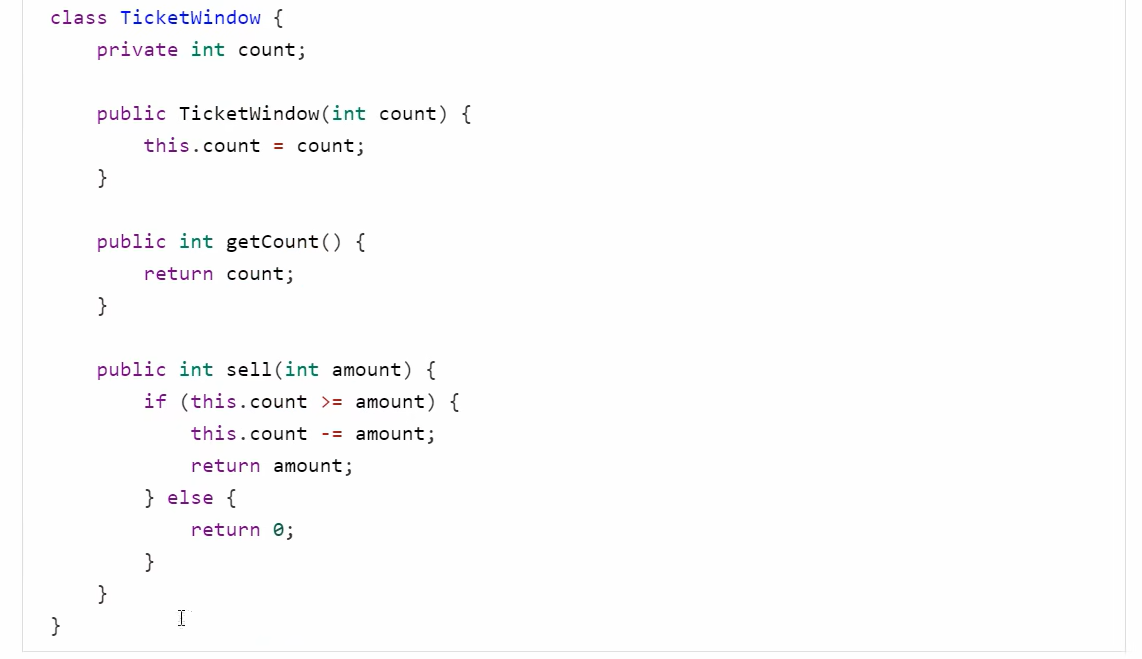 class TicketWindow {
    private int count;

    public TicketWindow(int count) {
        this.count = count;
    }

    public int getCount() {
        return count;
    }

    public int sell(int amount) {
        if (this.count >= amount) {
            this.count -= amount;
            return amount;
        } else {
            return 0;
        }
    }
}